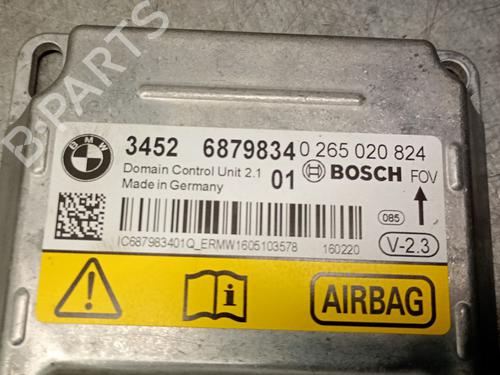 B-PARTS
BMW
3452 6879834 0 265 020 824
Domain Control Unit 2.1 01 BOSCH FOV
Made in Germany
085
IC687983401Q_ERMW1605103578 160220
V-2.3
i
AIRBAG